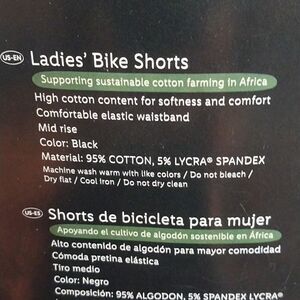 US-EN Ladies' Bike Shorts
Supporting sustainable cotton farming in Africa
High cotton content for softness and comfort
Comfortable elastic waistband
Mid rise
Color: Black
Material: 95% COTTON, 5% LYCRA® SPANDEX
Machine wash warm with like colors / Do not bleach /
Dry flat / Cool iron / Do not dry clean
US-ES Shorts de bicicleta para mujer
Apoyando el cultivo de algodón sostenible en África
Alto contenido de algodón para mayor comodidad
Cómoda pretina elástica
Tiro medio
Color: Negro
Composición: 95% ALGODÓN, 5% LYCRA® SPANDEX